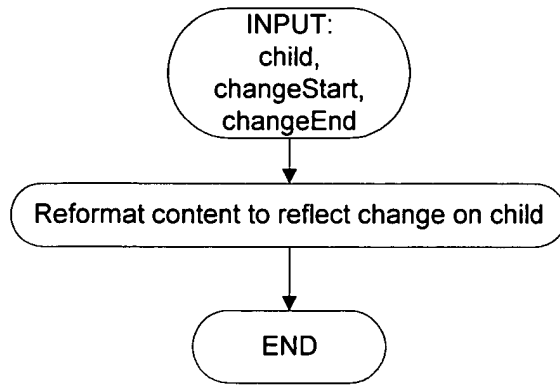 INPUT:
child,
changeStart,
changeEnd
Reformat content to reflect change on child
END